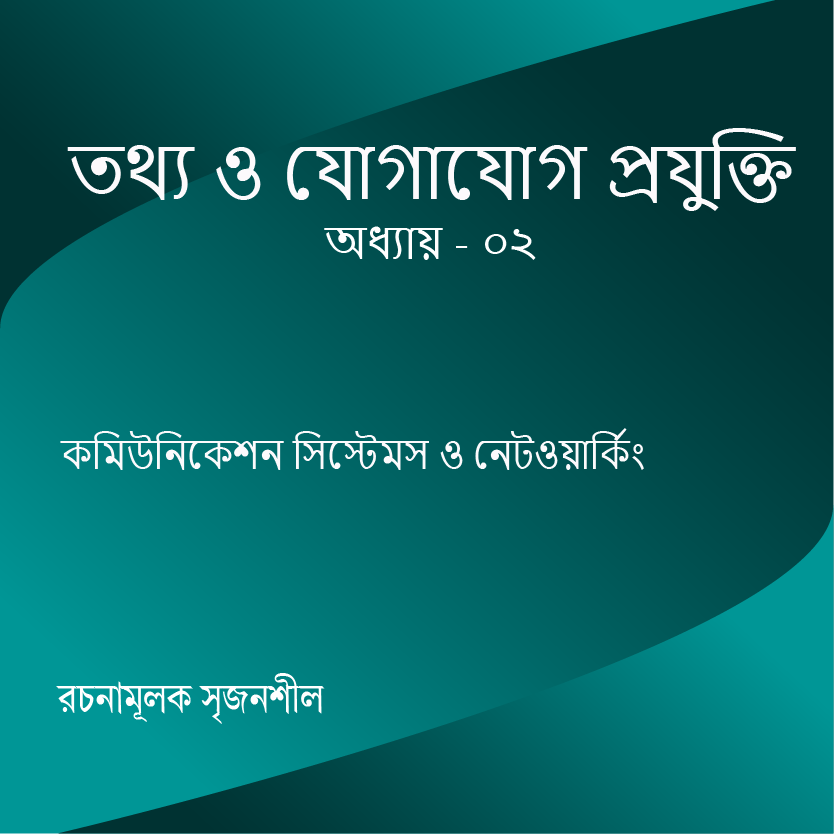 তথ্য ও যোগাযোগ প্রযুক্তি
অধ্যায় - ০২
কমিউনিকেশন সিস্টেমস ও নেটওয়ার্কিং
রচনামূলক সৃজনশীল